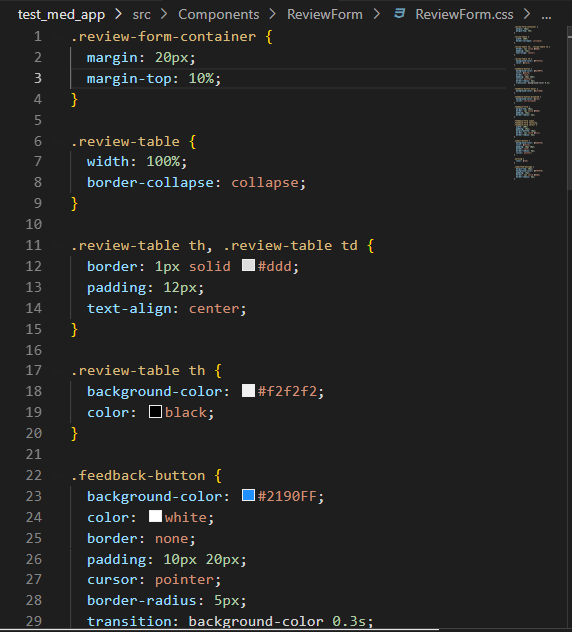 test_med_app > src > Components > ReviewForm > ReviewForm.css > ...
1 .review-form-container {
2 margin: 20px;
3 margin-top: 10%;
4 }
5
6 .review-table {
7 width: 100%;
8 border-collapse: collapse;
9 }
10
11 .review-table th, .review-table td {
12 border: 1px solid #ddd;
13 padding: 12px;
14 text-align: center;
15 }
16
17 .review-table th {
18 background-color: #f2f2f2;
19 color: black;
20 }
21
22 .feedback-button {
23 background-color: #2190FF;
24 color: white;
25 border: none;
26 padding: 10px 20px;
27 cursor: pointer;
28 border-radius: 5px;
29 transition: background-color 0.3s;